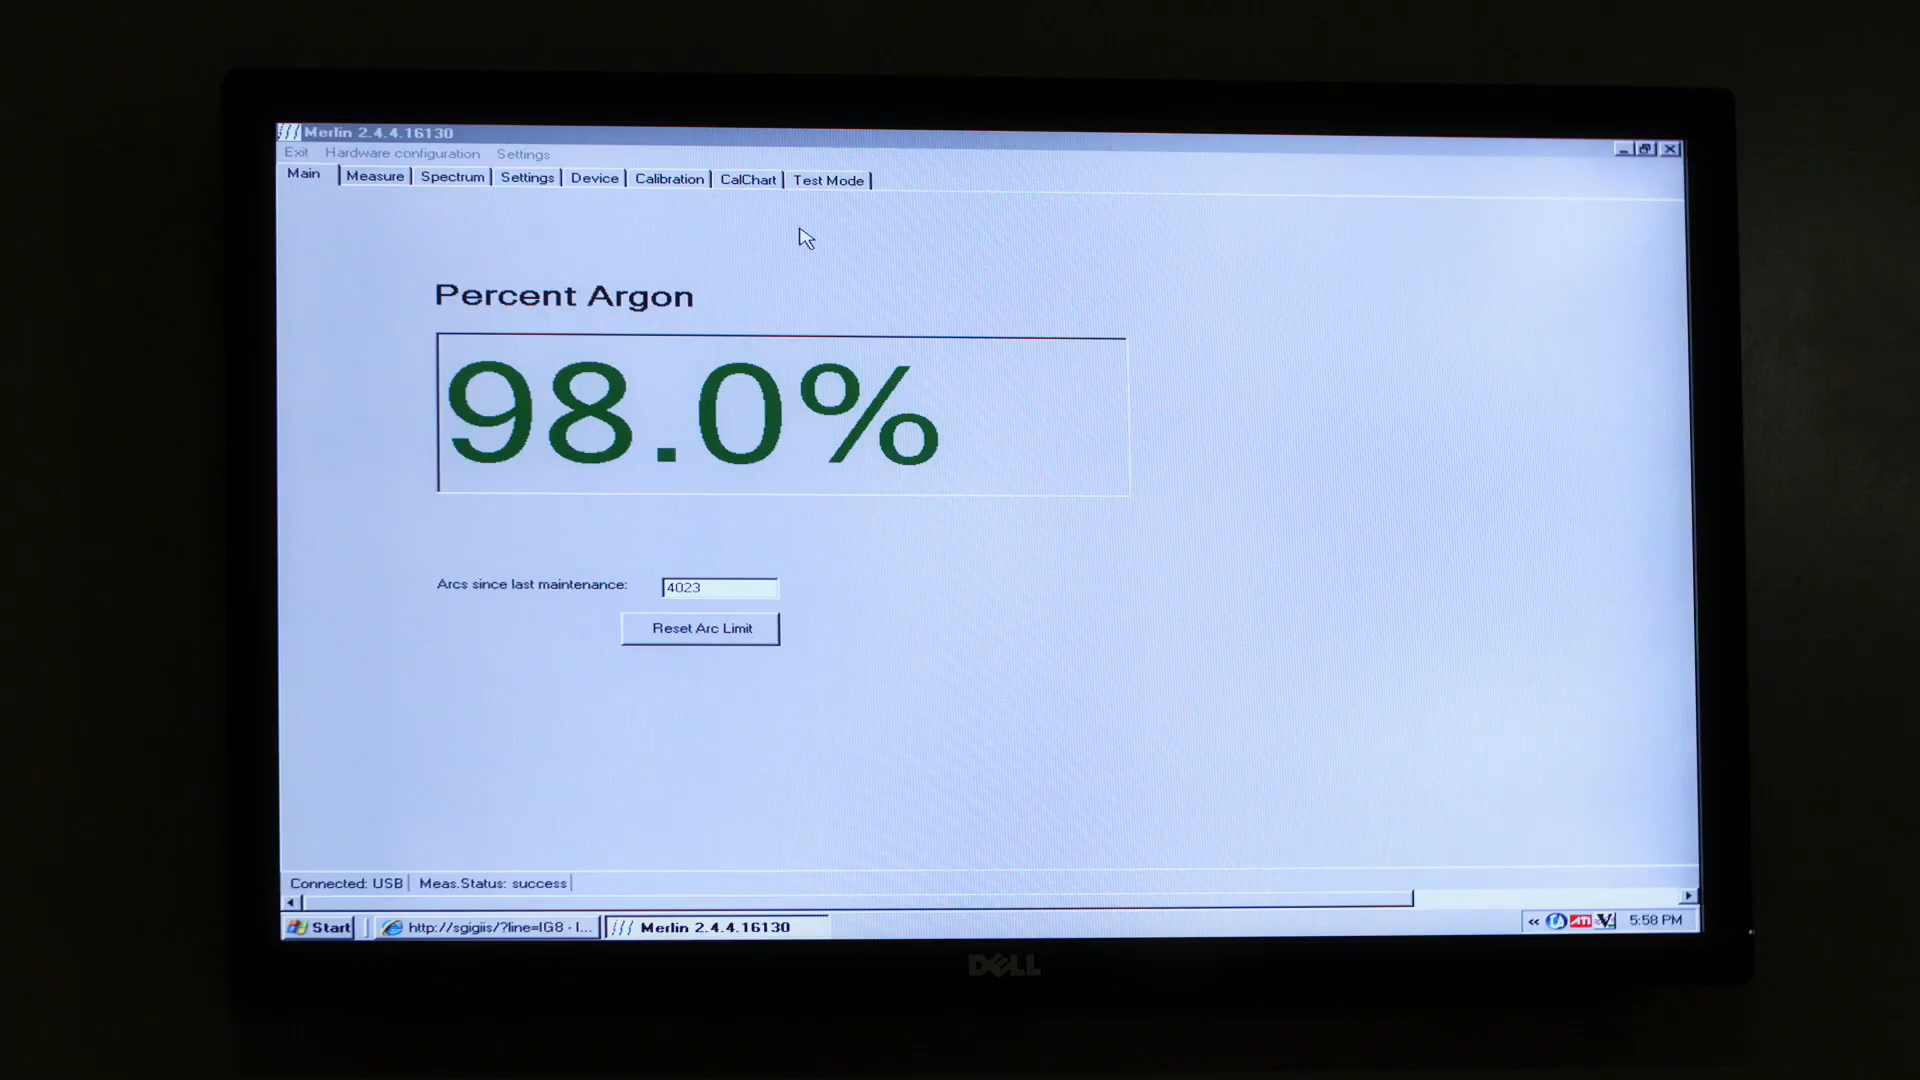 Merlin 2.4.4.16130
Exit Hardware configuration Settings
Main Measure Spectrum Settings Device Calibration CalChart Test Mode
Percent Argon
98.0%
Arcs since last maintenance: 4023
Reset Arc Limit
Connected: USB Meas.Status: success
Start http://sgigiis/?line=IG8 - I... Merlin 2.4.4.16130 « ATI 5:58 PM
DELL